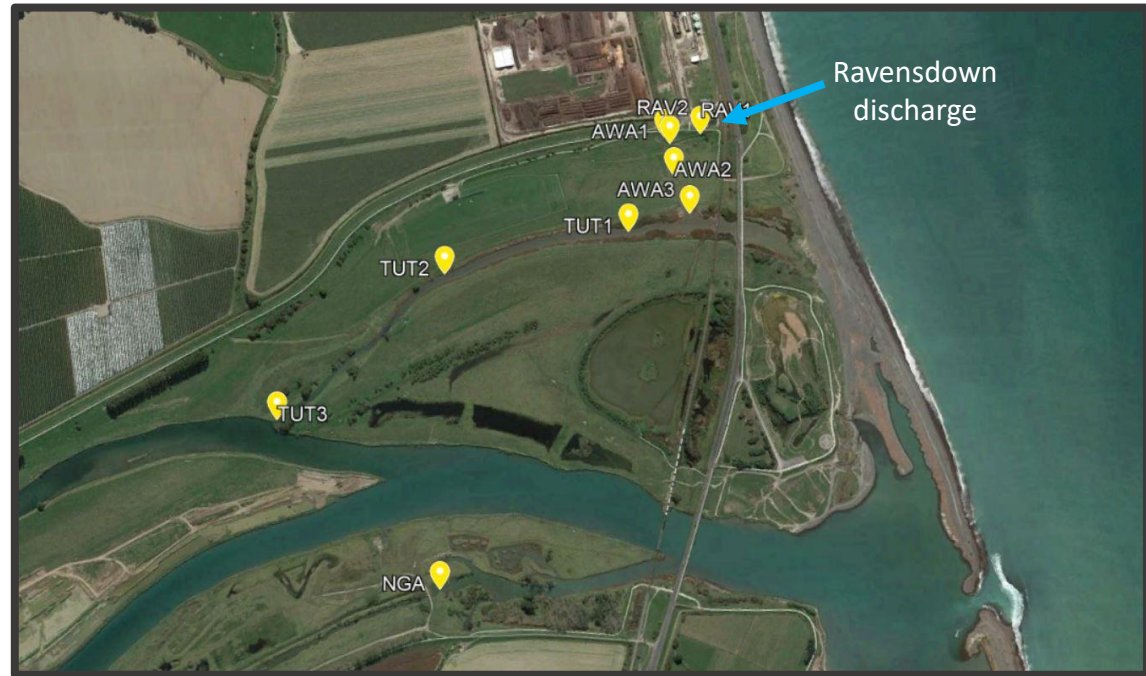 Ravensdown
discharge
RAV2
RAV1
AWA1
AWA2
AWA3
TUT1
TUT2
TUT3
NGA